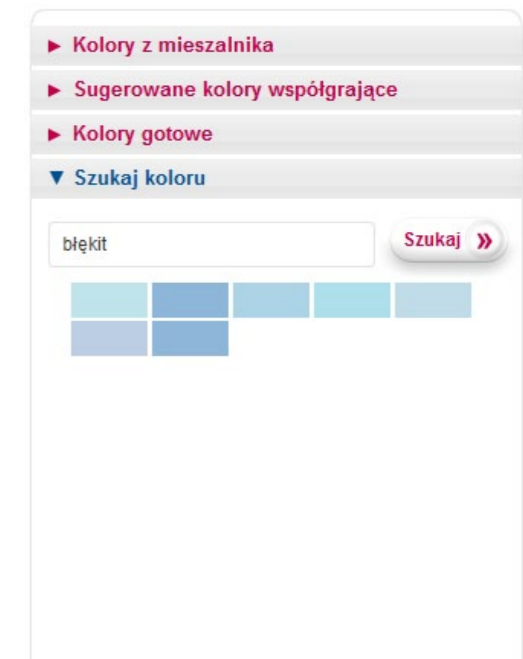 Kolory z mieszalnika
Sugerowane kolory współgrające
Kolory gotowe
Szukaj koloru
błękit
Szukaj »